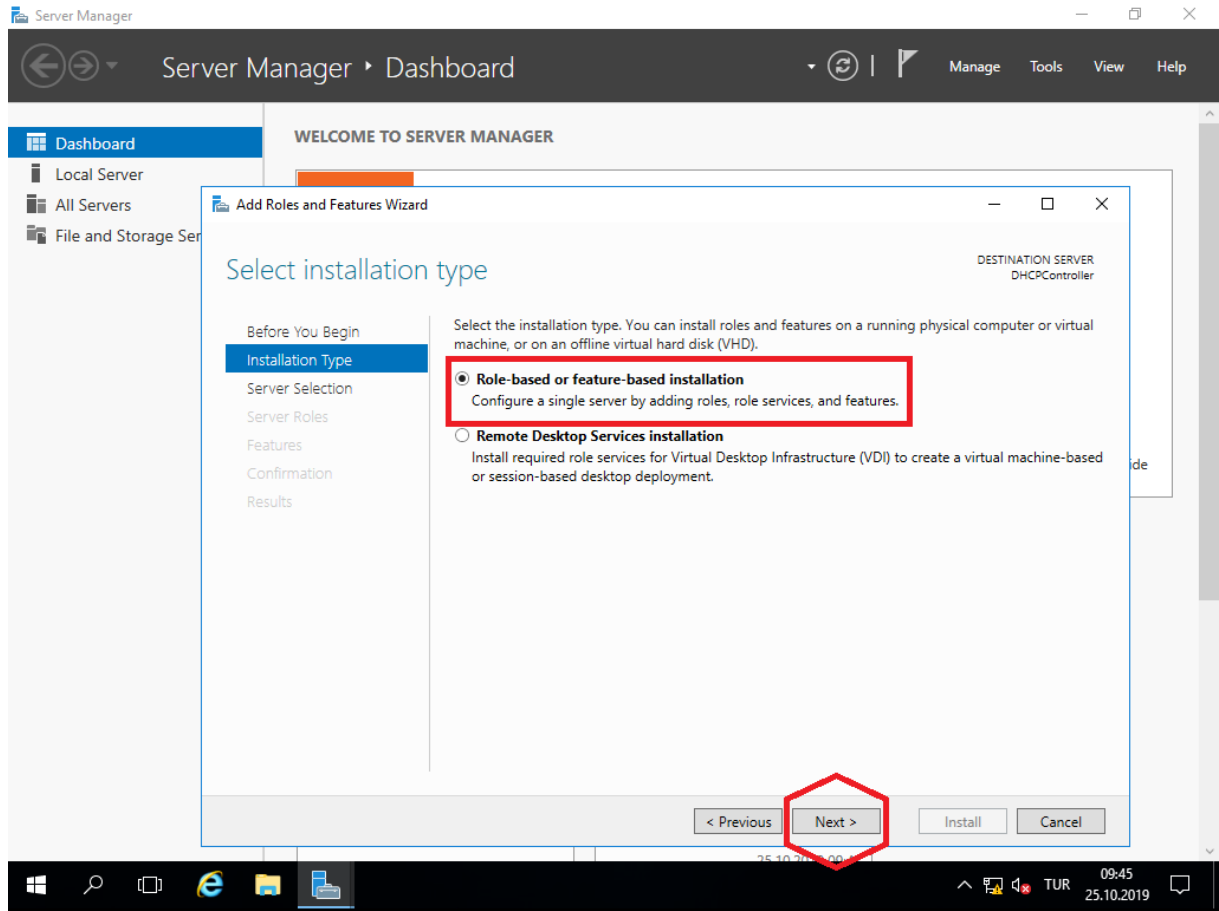 Server Manager
Server Manager ‣ Dashboard
Manage Tools View Help
Dashboard
Local Server
All Servers
File and Storage Ser
WELCOME TO SERVER MANAGER
Add Roles and Features Wizard
Select installation type
DESTINATION SERVER
DHCPController
Before You Begin
Installation Type
Server Selection
Server Roles
Features
Confirmation
Results
Select the installation type. You can install roles and features on a running physical computer or virtual
machine, or on an offline virtual hard disk (VHD).
Role-based or feature-based installation
Configure a single server by adding roles, role services, and features.
Remote Desktop Services installation
Install required role services for Virtual Desktop Infrastructure (VDI) to create a virtual machine-based
or session-based desktop deployment.
ide
< Previous Next > Install Cancel
TUR
09:45
25.10.2019